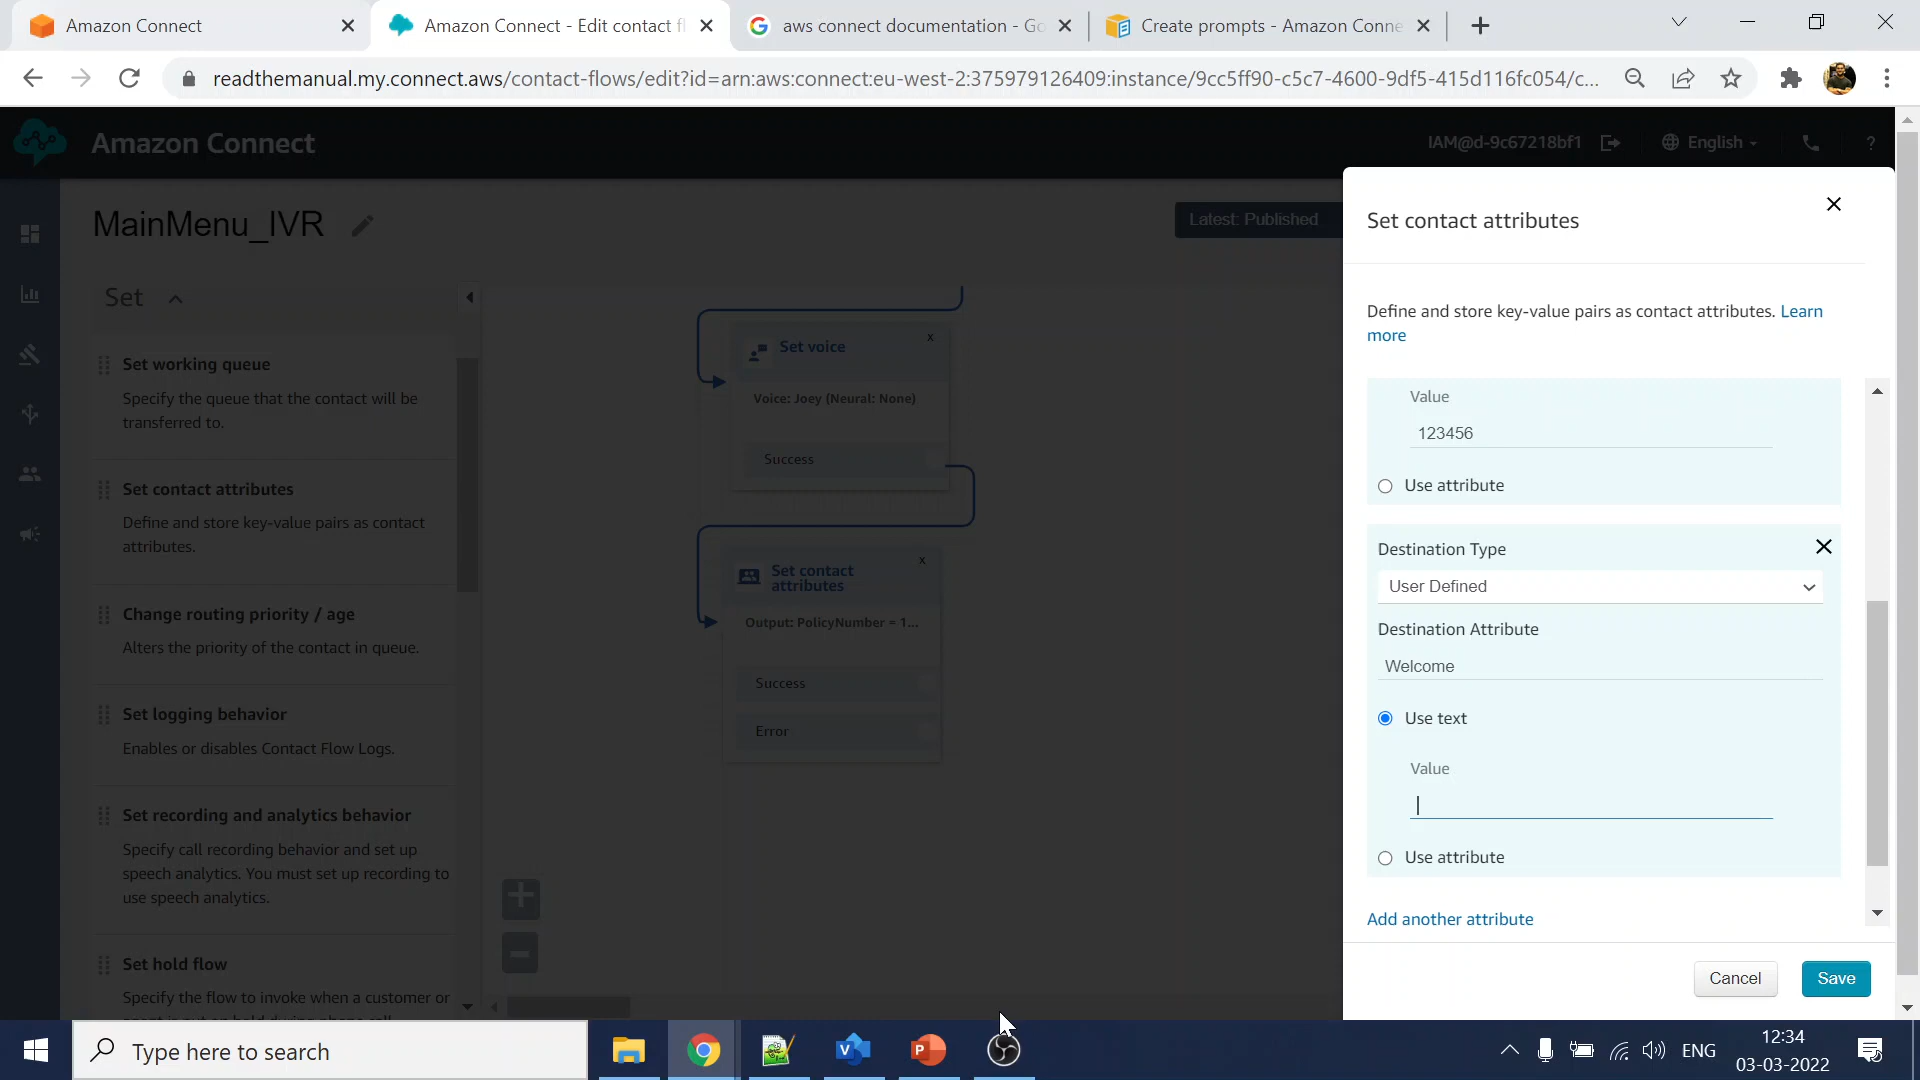 Amazon Connect
Amazon Connect - Edit contact fl
aws connect documentation - Go
Create prompts - Amazon Conne
readthemanual.my.connect.aws/contact-flows/edit?id=arn:aws:connect:eu-west-2:375979126409:instance/9cc5ff90-c5c7-4600-9df5-415d116fc054/c...
Amazon Connect
IAM@d-9c67218bf1
English
?
MainMenu_IVR
Latest: Published
Set
Set working queue
Specify the queue that the contact will be
transferred to.
Set contact attributes
Define and store key-value pairs as contact
attributes.
Change routing priority / age
Alters the priority of the contact in queue.
Set logging behavior
Enables or disables Contact Flow Logs.
Set recording and analytics behavior
Specify call recording behavior and set up
speech analytics. You must set up recording to
use speech analytics.
Set hold flow
Specify the flow to invoke when a customer or
Set voice
x
Voice: Joey (Neural: None)
Success
Set contact
attributes
x
Output: PolicyNumber = 1...
Success
Error
Set contact attributes
Define and store key-value pairs as contact attributes. Learn
more
Value
123456
Use attribute
Destination Type
User Defined
Destination Attribute
Welcome
Use text
Value
Use attribute
Add another attribute
Cancel
Save
Type here to search
ENG
12:34
03-03-2022